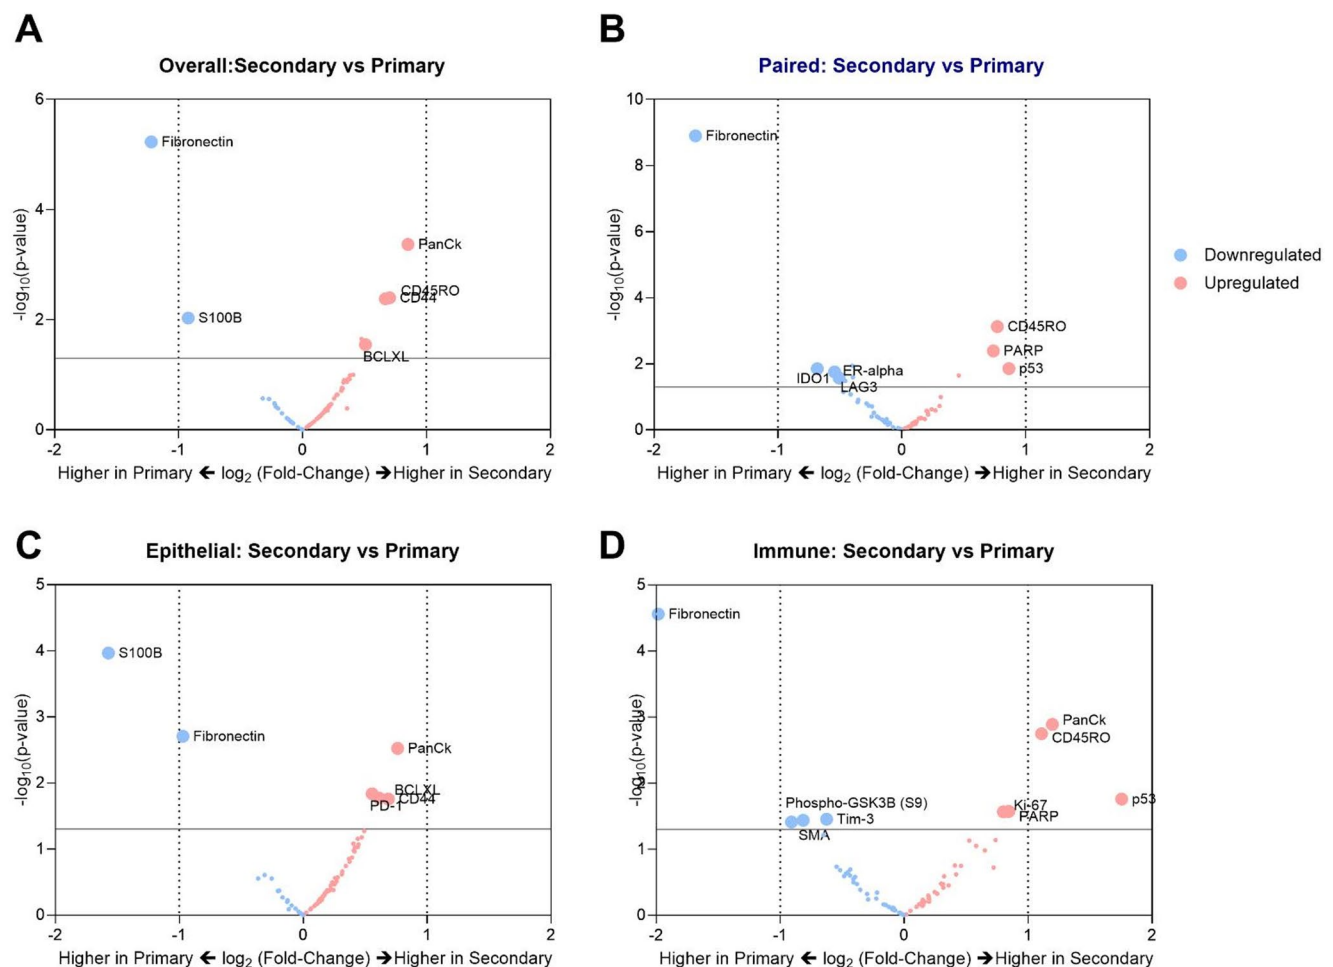 A
Overall:Secondary vs Primary
6
4
2
0
-log10(p-value)
Fibronectin
PanCk
CD45RO
CD44
S100B
BCLXL
-2
-1
0
1
2
Higher in Primary 🡸 log2 (Fold-Change) 🡺Higher in Secondary
B
Paired: Secondary vs Primary
10
8
6
4
2
0
-log10(p-value)
Fibronectin
CD45RO
PARP
p53
ER-alpha
IDO1
LAG3
-2
-1
0
1
2
Higher in Primary 🡸 log2 (Fold-Change) 🡺Higher in Secondary
Downregulated
Upregulated
C
Epithelial: Secondary vs Primary
5
4
3
2
1
0
-log10(p-value)
S100B
Fibronectin
PanCk
BCLXL
CD44
PD-1
-2
-1
0
1
2
Higher in Primary 🡸 log2 (Fold-Change) 🡺Higher in Secondary
D
Immune: Secondary vs Primary
5
4
3
2
1
0
-log10(p-value)
Fibronectin
PanCk
CD45RO
p53
Phospho-GSK3B (S9)
Ki-67
Tim-3
PARP
SMA
-2
-1
0
1
2
Higher in Primary 🡸 log2 (Fold-Change) 🡺Higher in Secondary